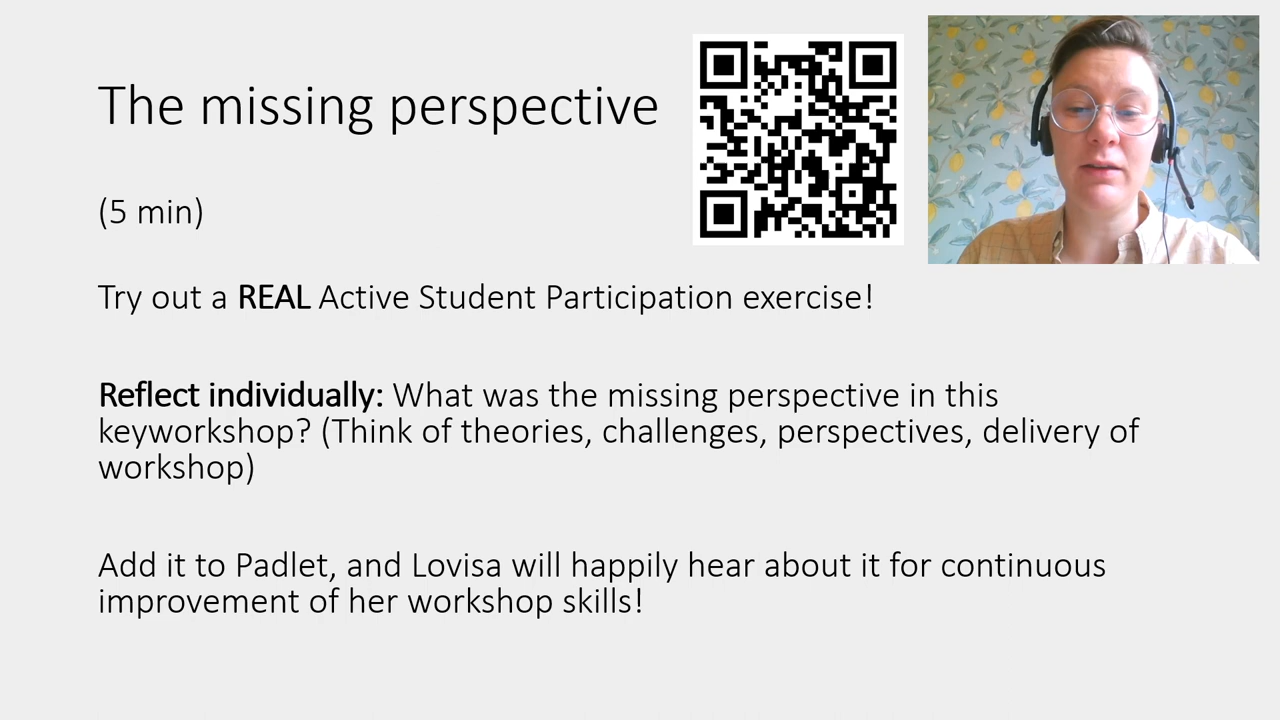 The missing perspective
(5 min)
Try out a REAL Active Student Participation exercise!
Reflect individually: What was the missing perspective in this
keyworkshop? (Think of theories, challenges, perspectives, delivery of
workshop)
Add it to Padlet, and Lovisa will happily hear about it for continuous
improvement of her workshop skills!